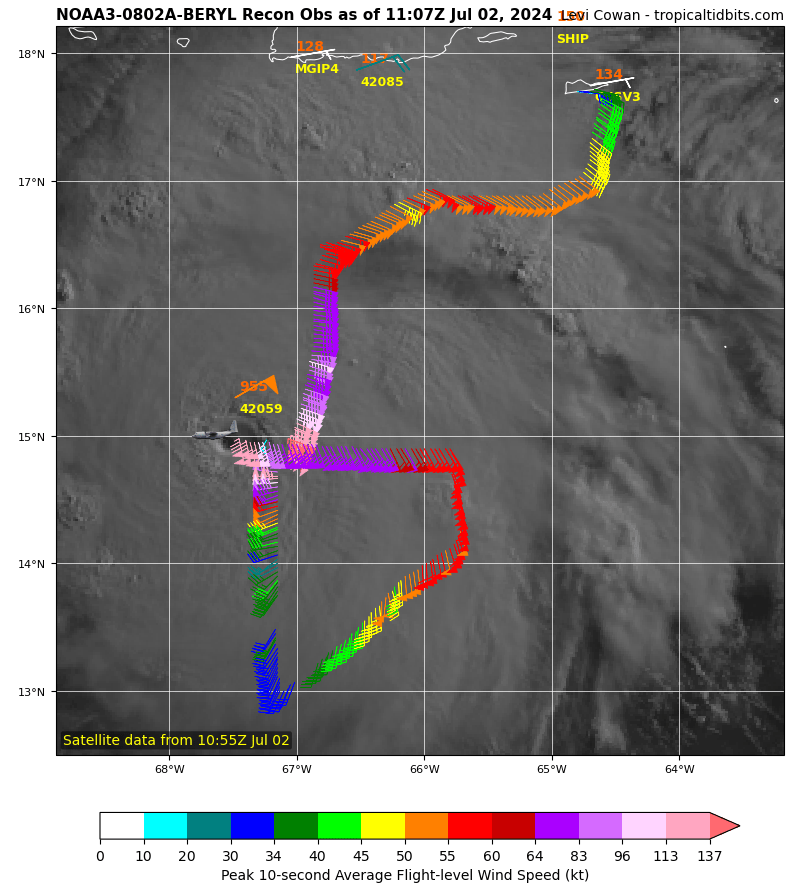 NOAA3-0802A-BERYL Recon Obs as of 11:07Z Jul 02, 2024
Levi Cowan - tropicaltidbits.com
SHIP
128
MGIP4
42085
134
18°N
17°N
16°N
955
42059
15°N
14°N
13°N
Satellite data from 10:55Z Jul 02
68°W 67°W 66°W 65°W 64°W
0 10 20 30 34 40 45 50 55 60 64 83 96 113 137
Peak 10-second Average Flight-level Wind Speed (kt)